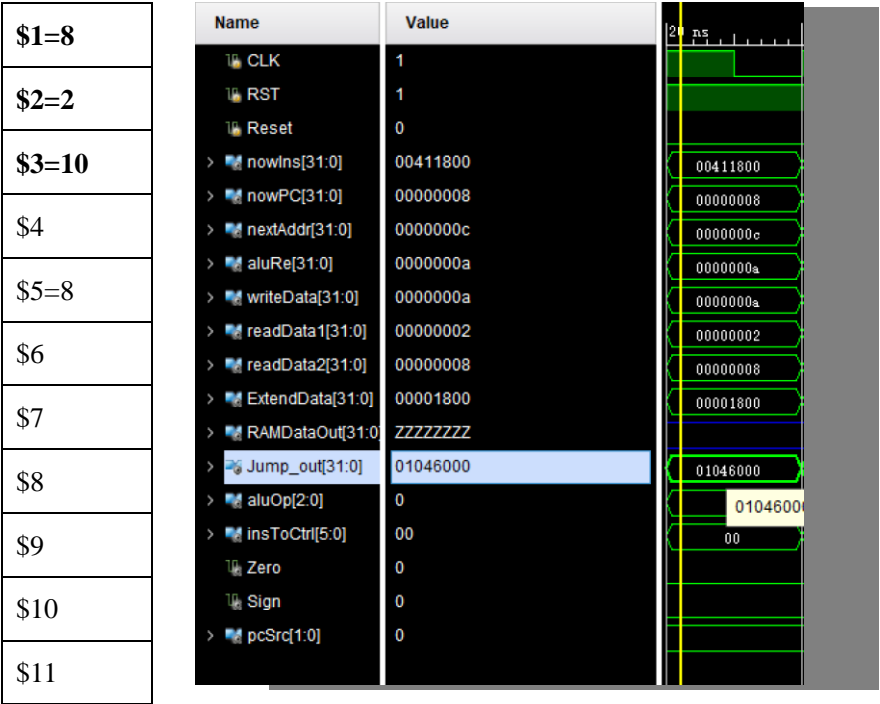 $1=8
$2=2
$3=10
$4
$5=8
$6
$7
$8
$9
$10
$11
Name Value
CLK 1
RST 1
Reset 0
nowIns[31:0] 00411800
nowPC[31:0] 00000008
nextAddr[31:0] 0000000c
aluRe[31:0] 0000000a
writeData[31:0] 0000000a
readData1[31:0] 00000002
readData2[31:0] 00000008
ExtendData[31:0] 00001800
RAMDataOut[31:0 ZZZZZZZZ
Jump_out[31:0] 01046000
aluOp[2:0] 0
insToCtrl[5:0] 00
Zero 0
Sign 0
pcSrc[1:0] 0
ns
00411800
00000008
0000000c
0000000a
0000000a
00000002
00000008
00001800
01046000
0104600
00